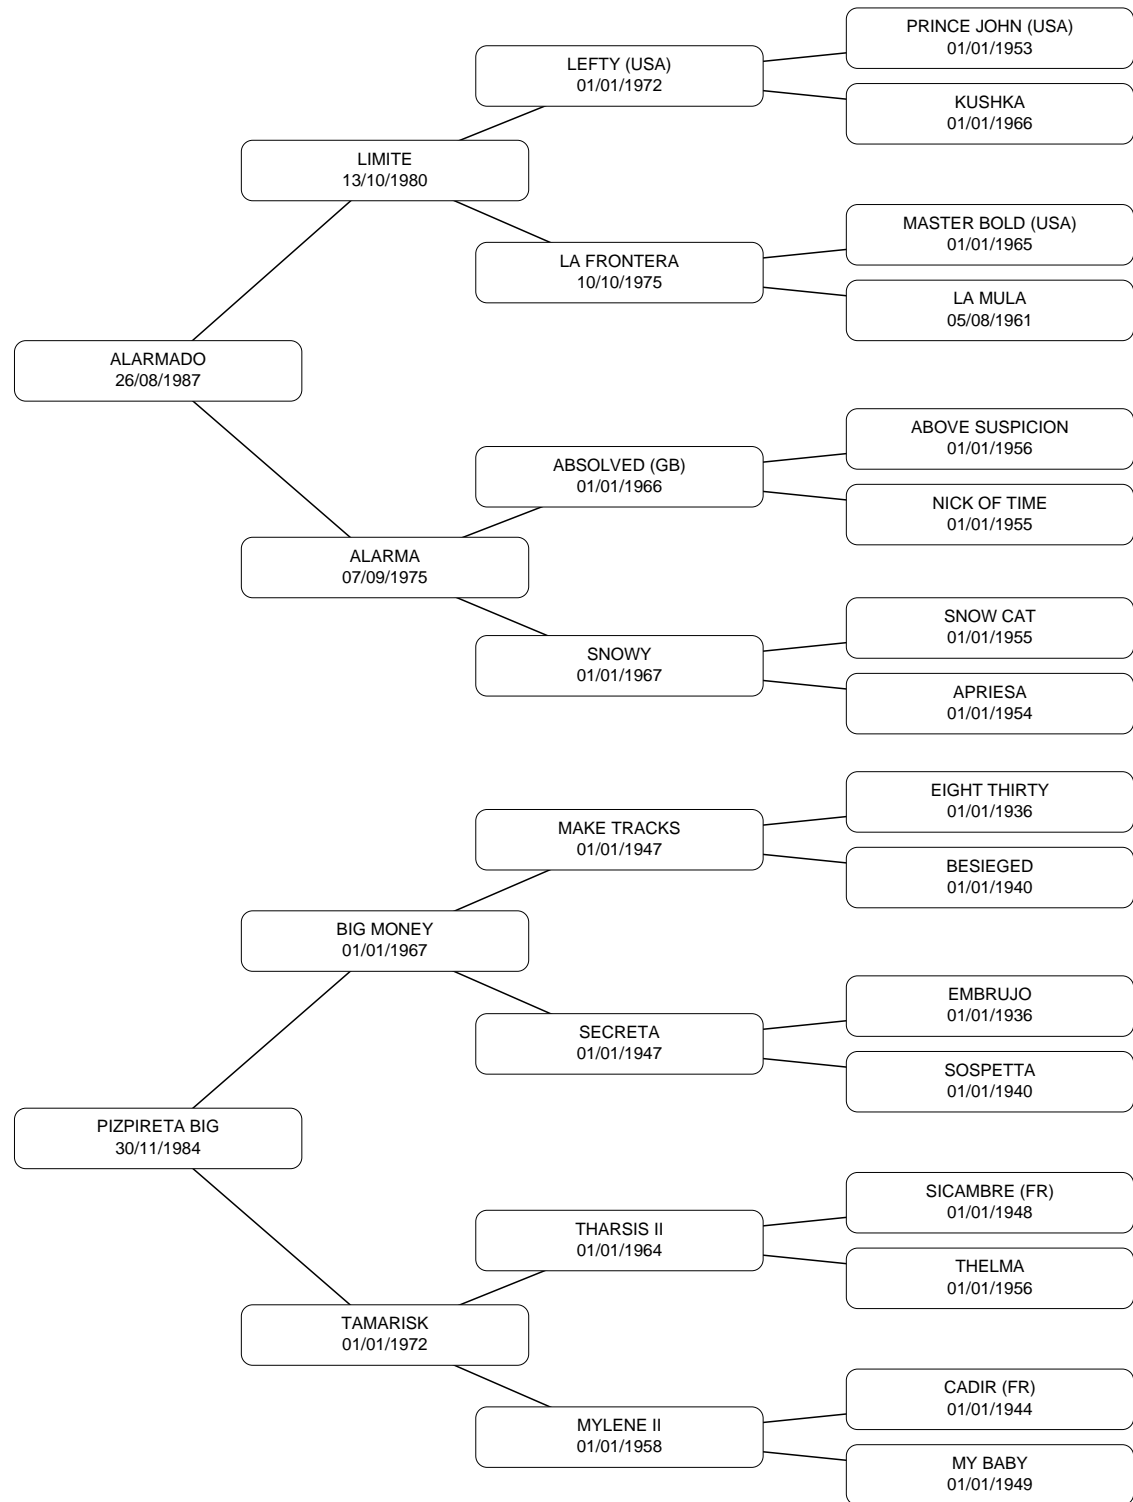 PRINCE JOHN (USA)
01/01/1953
LEFTY (USA)
01/01/1972
KUSHKA
01/01/1966
LIMITE
13/10/1980
MASTER BOLD (USA)
01/01/1965
LA FRONTERA
10/10/1975
LA MULA
05/08/1961
ALARMADO
26/08/1987
ABOVE SUSPICION
01/01/1956
ABSOLVED (GB)
01/01/1966
NICK OF TIME
01/01/1955
ALARMA
07/09/1975
SNOW CAT
01/01/1955
SNOWY
01/01/1967
APRIESA
01/01/1954
EIGHT THIRTY
01/01/1936
MAKE TRACKS
01/01/1947
BESIEGED
01/01/1940
BIG MONEY
01/01/1967
EMBRUJO
01/01/1936
SECRETA
01/01/1947
SOSPETTA
01/01/1940
PIZPIRETA BIG
30/11/1984
SICAMBRE (FR)
01/01/1948
THARSIS II
01/01/1964
THELMA
01/01/1956
TAMARISK
01/01/1972
CADIR (FR)
01/01/1944
MYLENE II
01/01/1958
MY BABY
01/01/1949